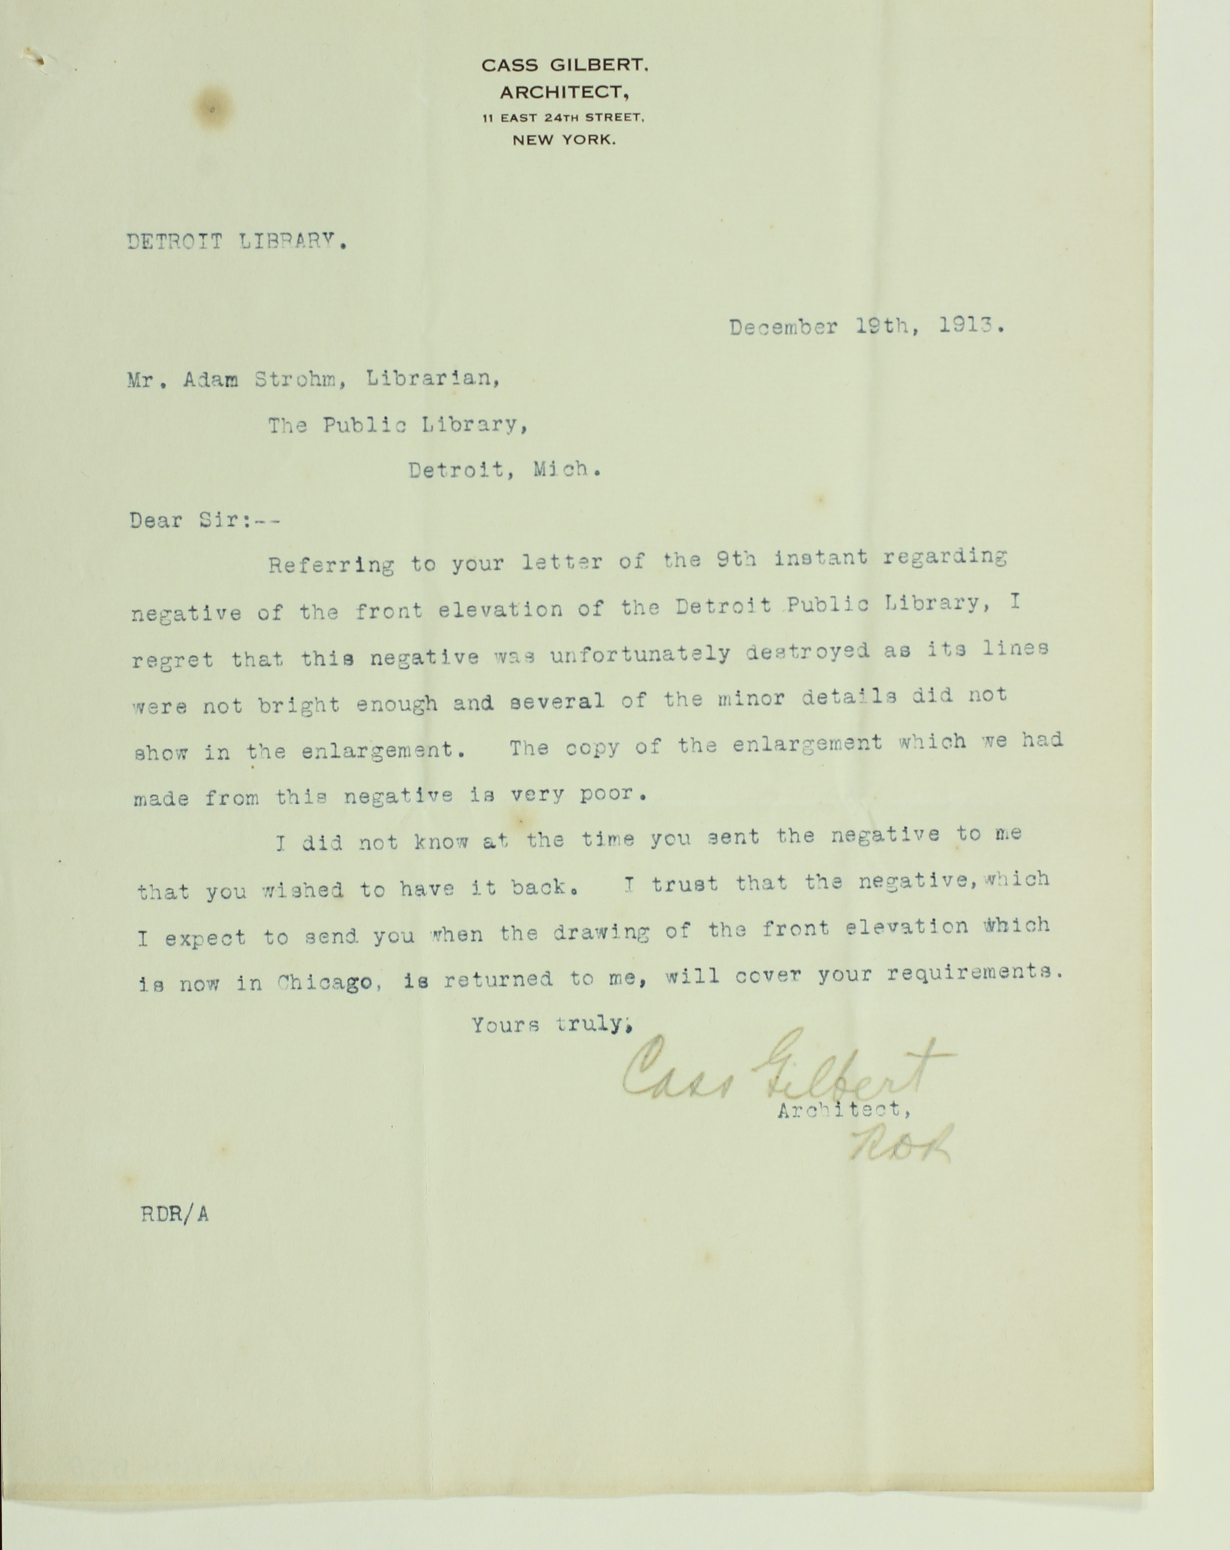 CASS GILBERT.
ARCHITECT,
11 EAST 24TH STREET,
NEW YORK.
DETROIT LIBRARY.
December 19th, 1913.
Mr. Adam Strohm, Librarian,
The Public Library,
Detroit, Mich.
Dear Sir:--
Referring to your letter of the 9th instant regarding
negative of the front elevation of the Detroit Public Library, I
regret that this negative was unfortunately destroyed as its lines
were not bright enough and several of the minor details did not
show in the enlargement. The copy of the enlargement which we had
made from this negative is very poor.
I did not know at the time you sent the negative to me
that you wished to have it back. I trust that the negative, which
I expect to send you when the drawing of the front elevation which
is now in Chicago, is returned to me, will cover your requirements.
Yours truly,
Cass Gilbert
Architect,
RDR
RDR/A